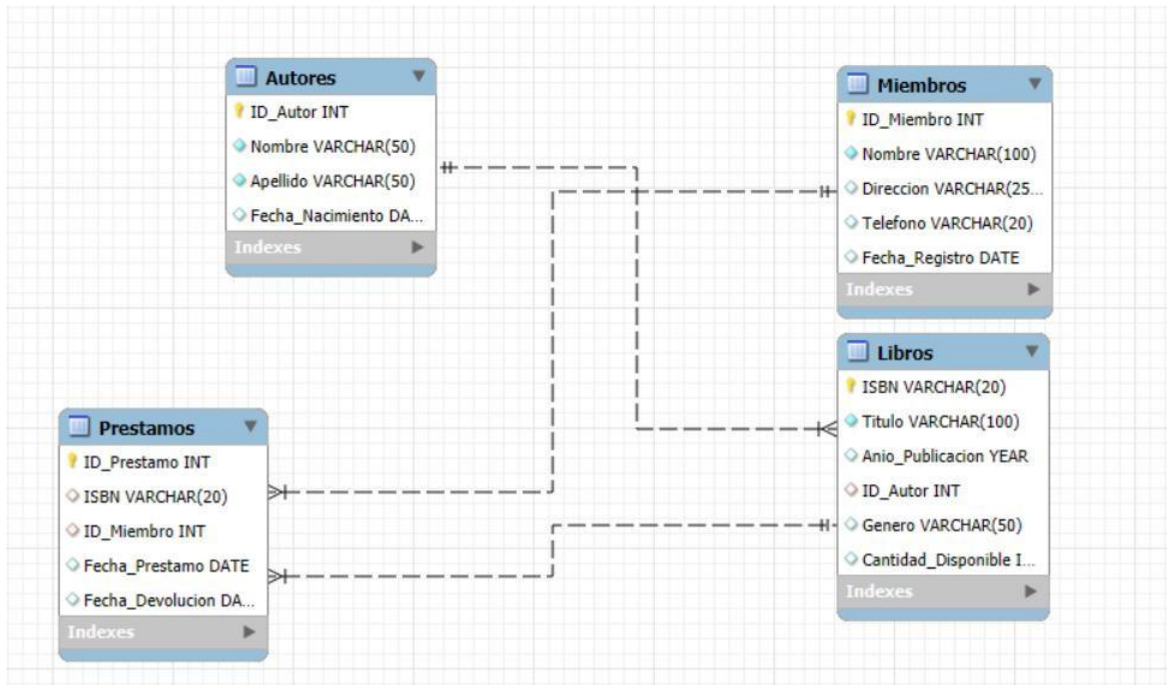 Autores
ID_Autor INT
Nombre VARCHAR(50)
Apellido VARCHAR(50)
Fecha_Nacimiento DA...
Indexes
Miembros
ID_Miembro INT
Nombre VARCHAR(100)
Direccion VARCHAR(25...
Telefono VARCHAR(20)
Fecha_Registro DATE
Indexes
Libros
ISBN VARCHAR(20)
Titulo VARCHAR(100)
Anio_Publicacion YEAR
ID_Autor INT
Genero VARCHAR(50)
Cantidad_Disponible I...
Indexes
Prestamos
ID_Prestamo INT
ISBN VARCHAR(20)
ID_Miembro INT
Fecha_Prestamo DATE
Fecha_Devolucion DA...
Indexes